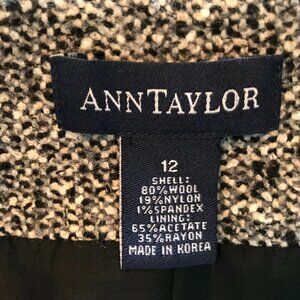 ANNTAYLOR
12
SHELL:
80%WOOL
19%NYLON
1%SPANDEX
LINING:
65%ACETATE
35%RAYON
MADE IN KOREA